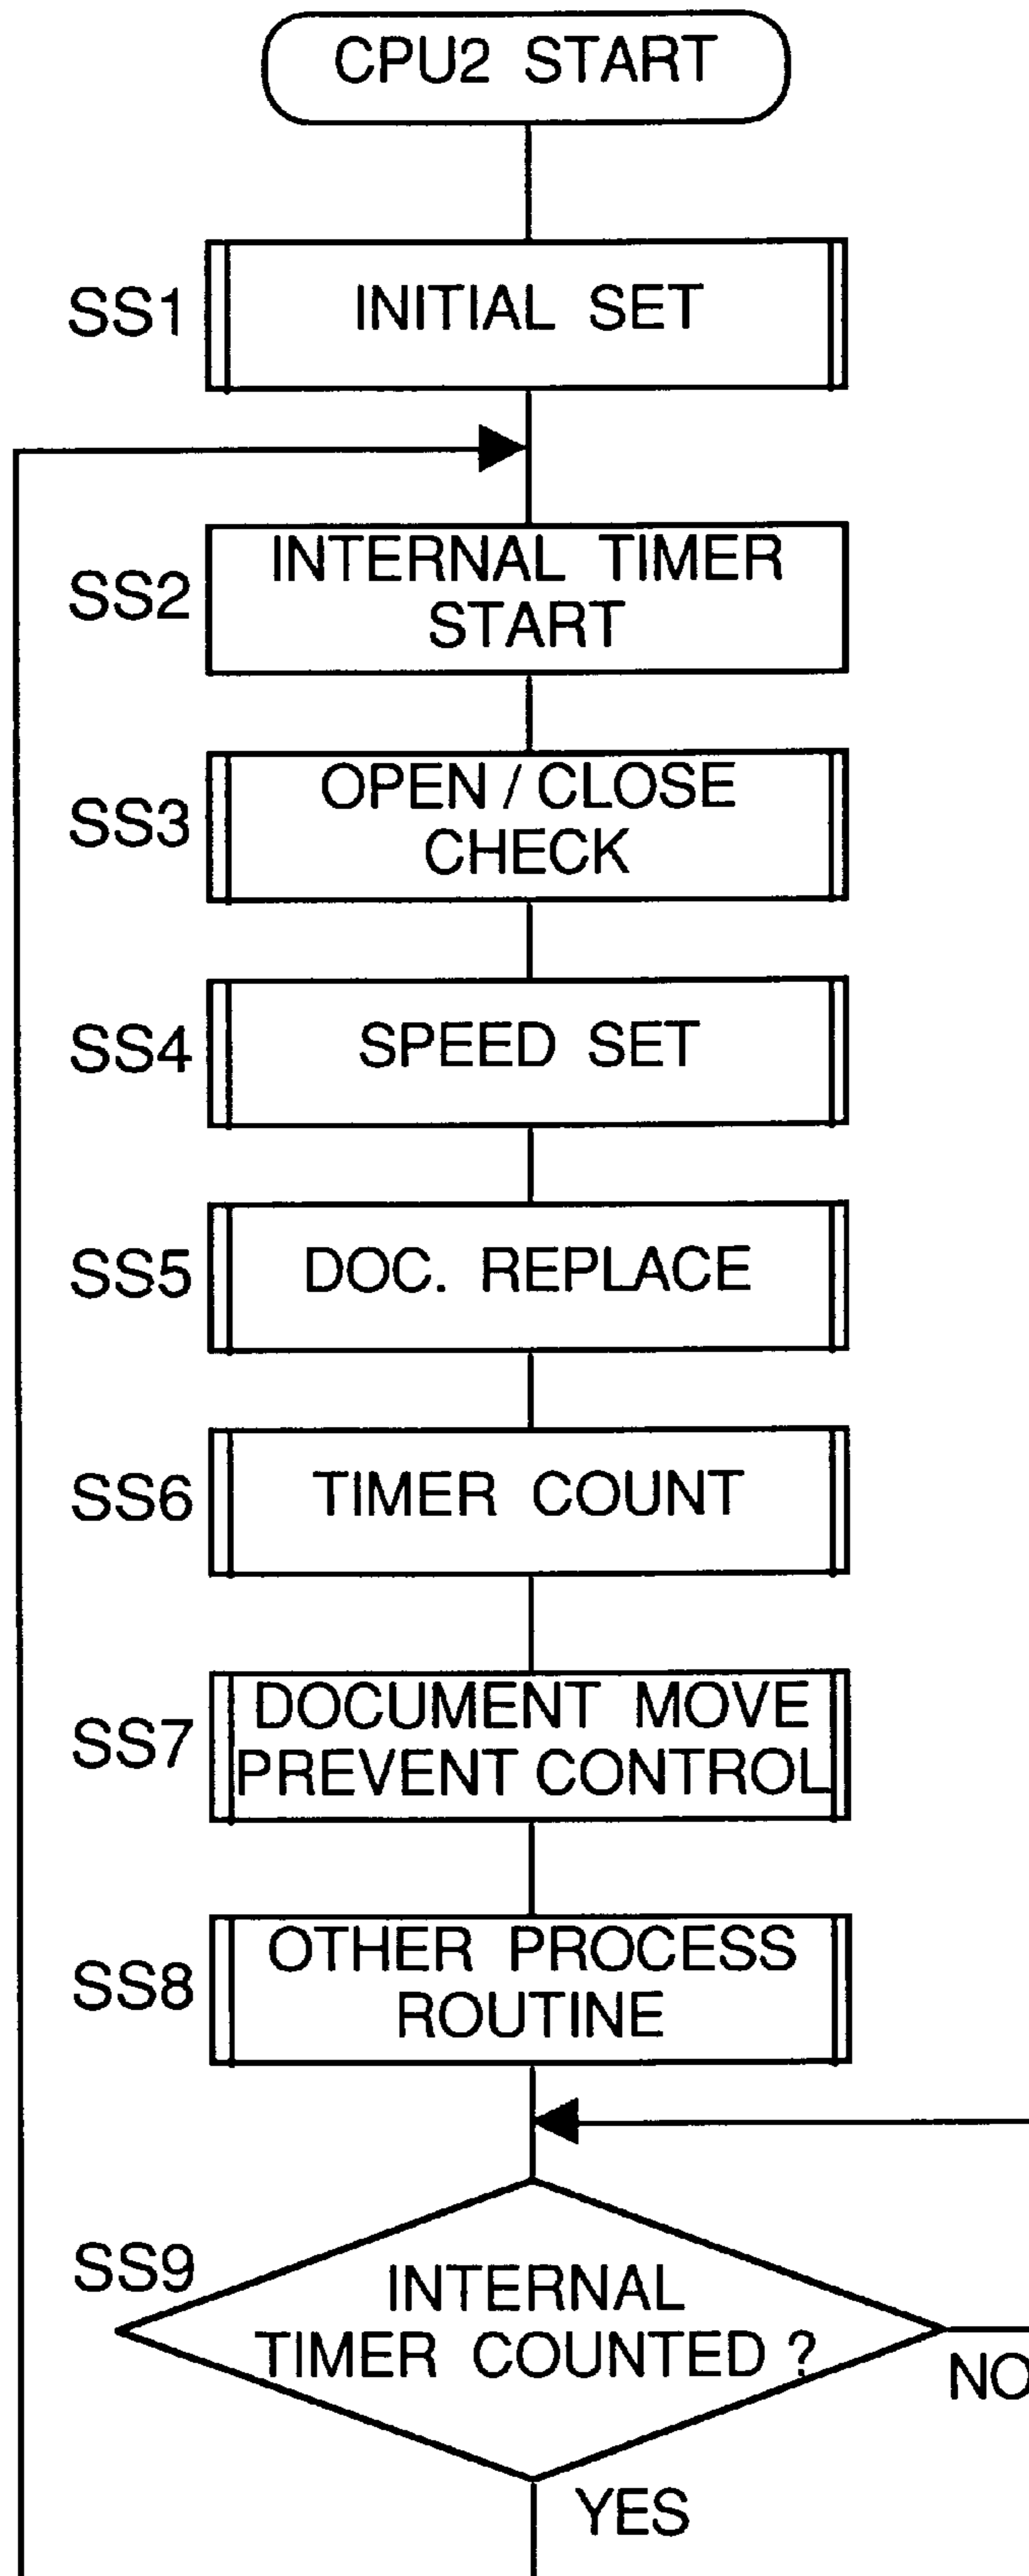 CPU2 START
SS1
INITIAL SET
SS2
INTERNAL TIMER
START
SS3
OPEN / CLOSE
CHECK
SS4
SPEED SET
SS5
DOC. REPLACE
SS6
TIMER COUNT
SS7
DOCUMENT MOVE
PREVENT CONTROL
SS8
OTHER PROCESS
ROUTINE
SS9
INTERNAL
TIMER COUNTED ?
NO
YES